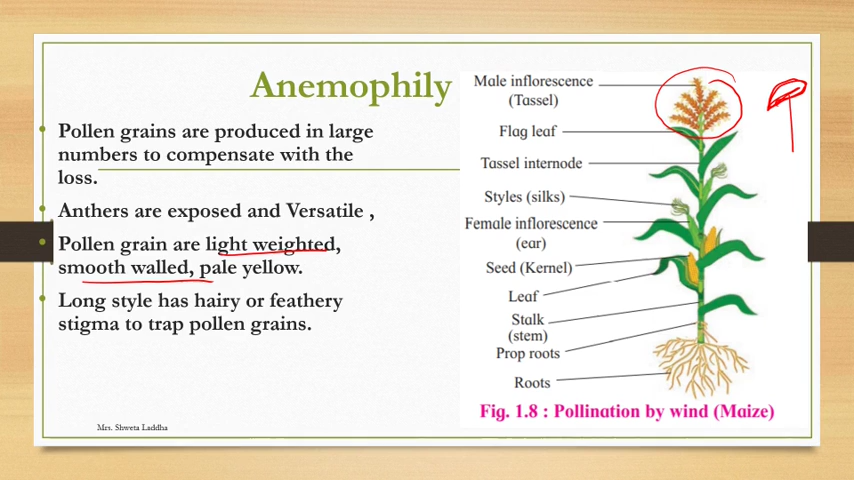 Anemophily
Pollen grains are produced in large
numbers to compensate with the
loss.
Anthers are exposed and Versatile ,
Pollen grain are light weighted,
smooth walled, pale yellow.
Long style has hairy or feathery
stigma to trap pollen grains.
Mrs. Shweta Laddha
Male inflorescence
(Tassel)
Flag leaf
Tassel internode
Styles (silks)
Female inflorescence
(ear)
Seed (Kernel)
Leaf
Stalk
(stem)
Prop roots
Roots
Fig. 1.8 : Pollination by wind (Maize)